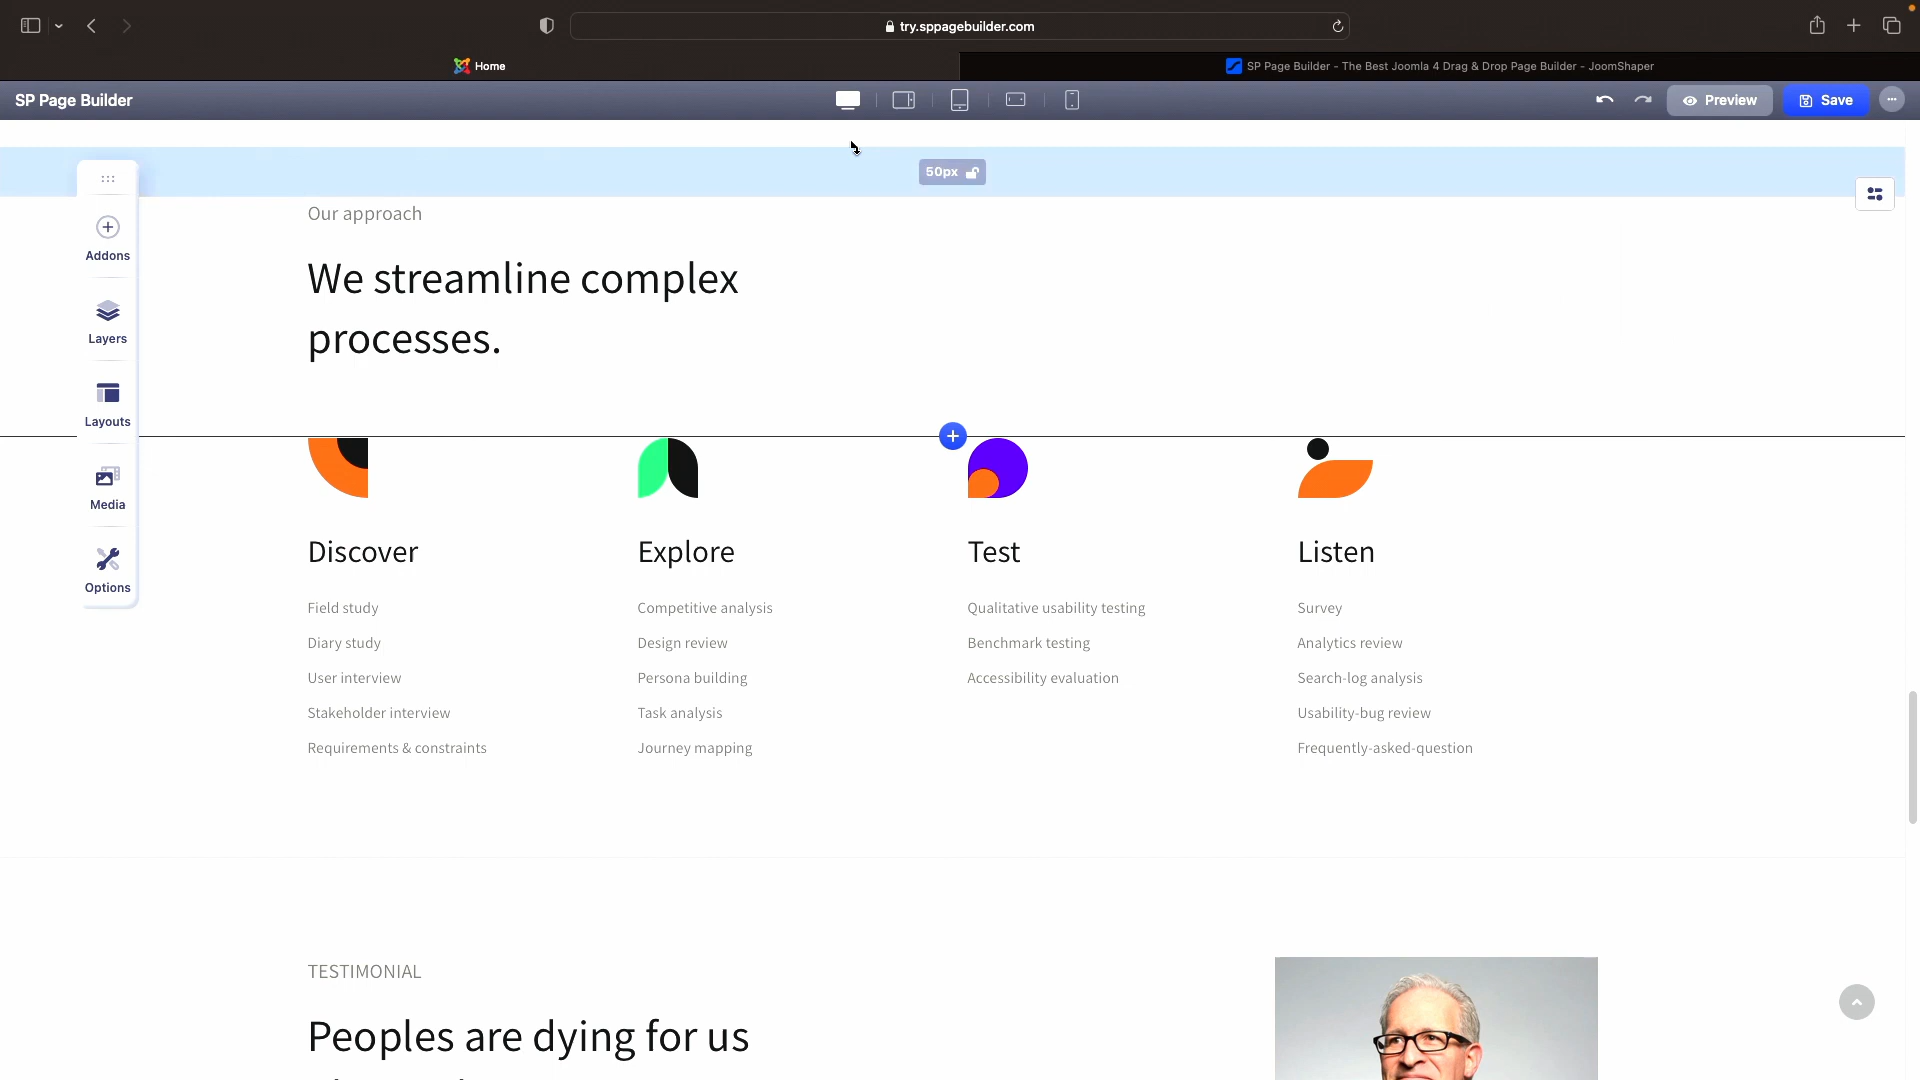 try.sppagebuilder.com
Home
SP Page Builder - The Best Joomla 4 Drag & Drop Page Builder - JoomShaper
SP Page Builder
Preview
Save
50px
Addons
Layers
Layouts
Media
Options
Our approach
We streamline complex
processes.
Discover
Field study
Diary study
User interview
Stakeholder interview
Requirements & constraints
Explore
Competitive analysis
Design review
Persona building
Task analysis
Journey mapping
Test
Qualitative usability testing
Benchmark testing
Accessibility evaluation
Listen
Survey
Analytics review
Search-log analysis
Usability-bug review
Frequently-asked-question
TESTIMONIAL
Peoples are dying for us